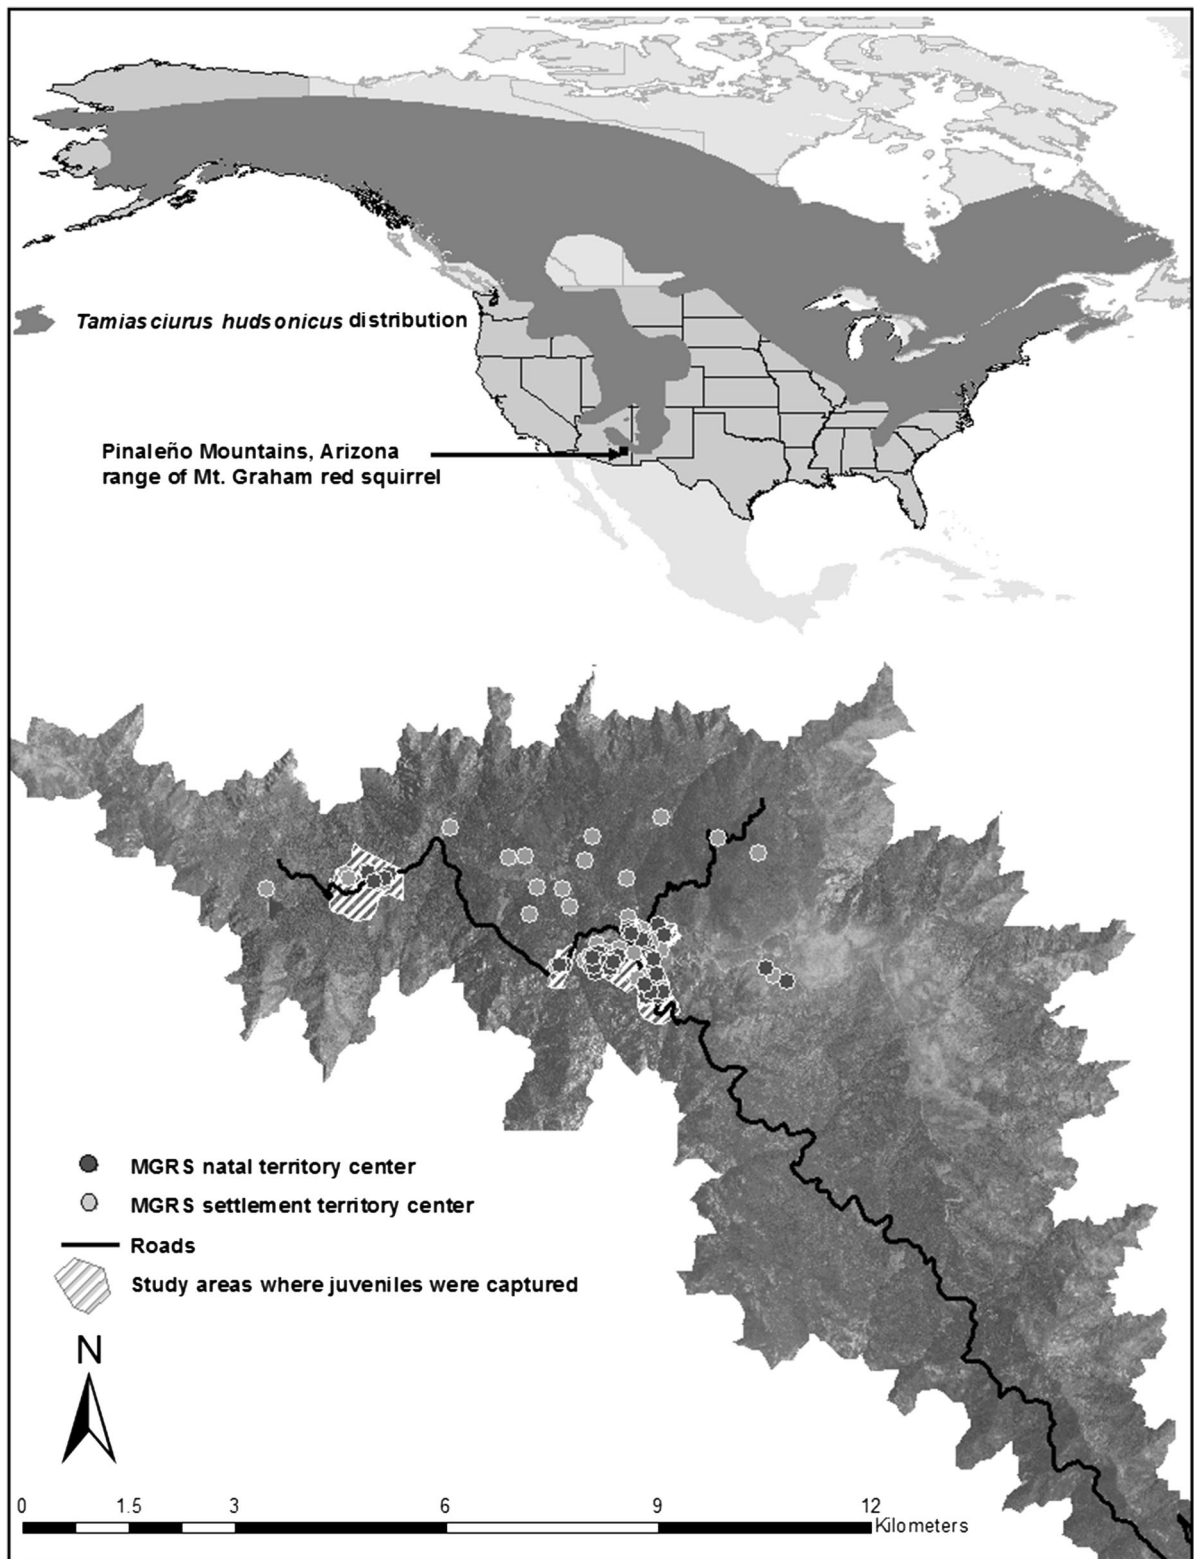 Tamiasciurus hudsonicus distribution
Pinaleño Mountains, Arizona
range of Mt. Graham red squirrel
MGRS natal territory center
MGRS settlement territory center
Roads
Study areas where juveniles were captured
N
0 1.5 3 6 9 12
Kilometers